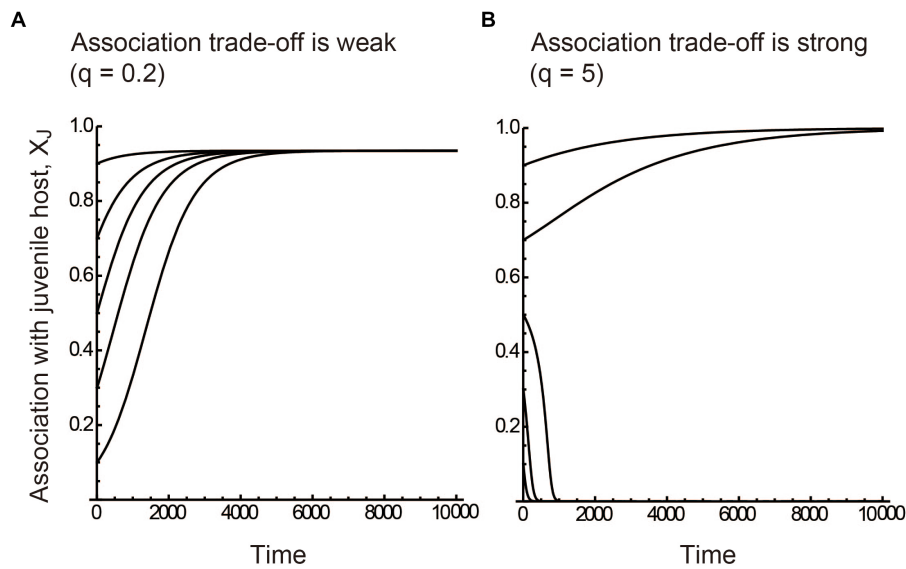 A
Association trade-off is weak
(q = 0.2)
Association with juvenile host, XJ
1.0
0.8
0.6
0.4
0.2
0 2000 4000 6000 8000 10000
Time
B
Association trade-off is strong
(q = 5)
1.0
0.8
0.6
0.4
0.2
0 2000 4000 6000 8000 10000
Time